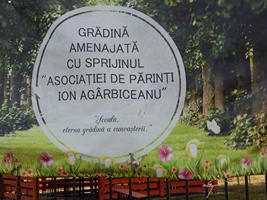 GRĂDINĂ
AMENAJATĂ
CU SPRIJINUL
"ASOCIAȚIEI DE PĂRINȚI
ION AGÂRBICEANU"
"Școala,
eterna grădină a cunoașterii."